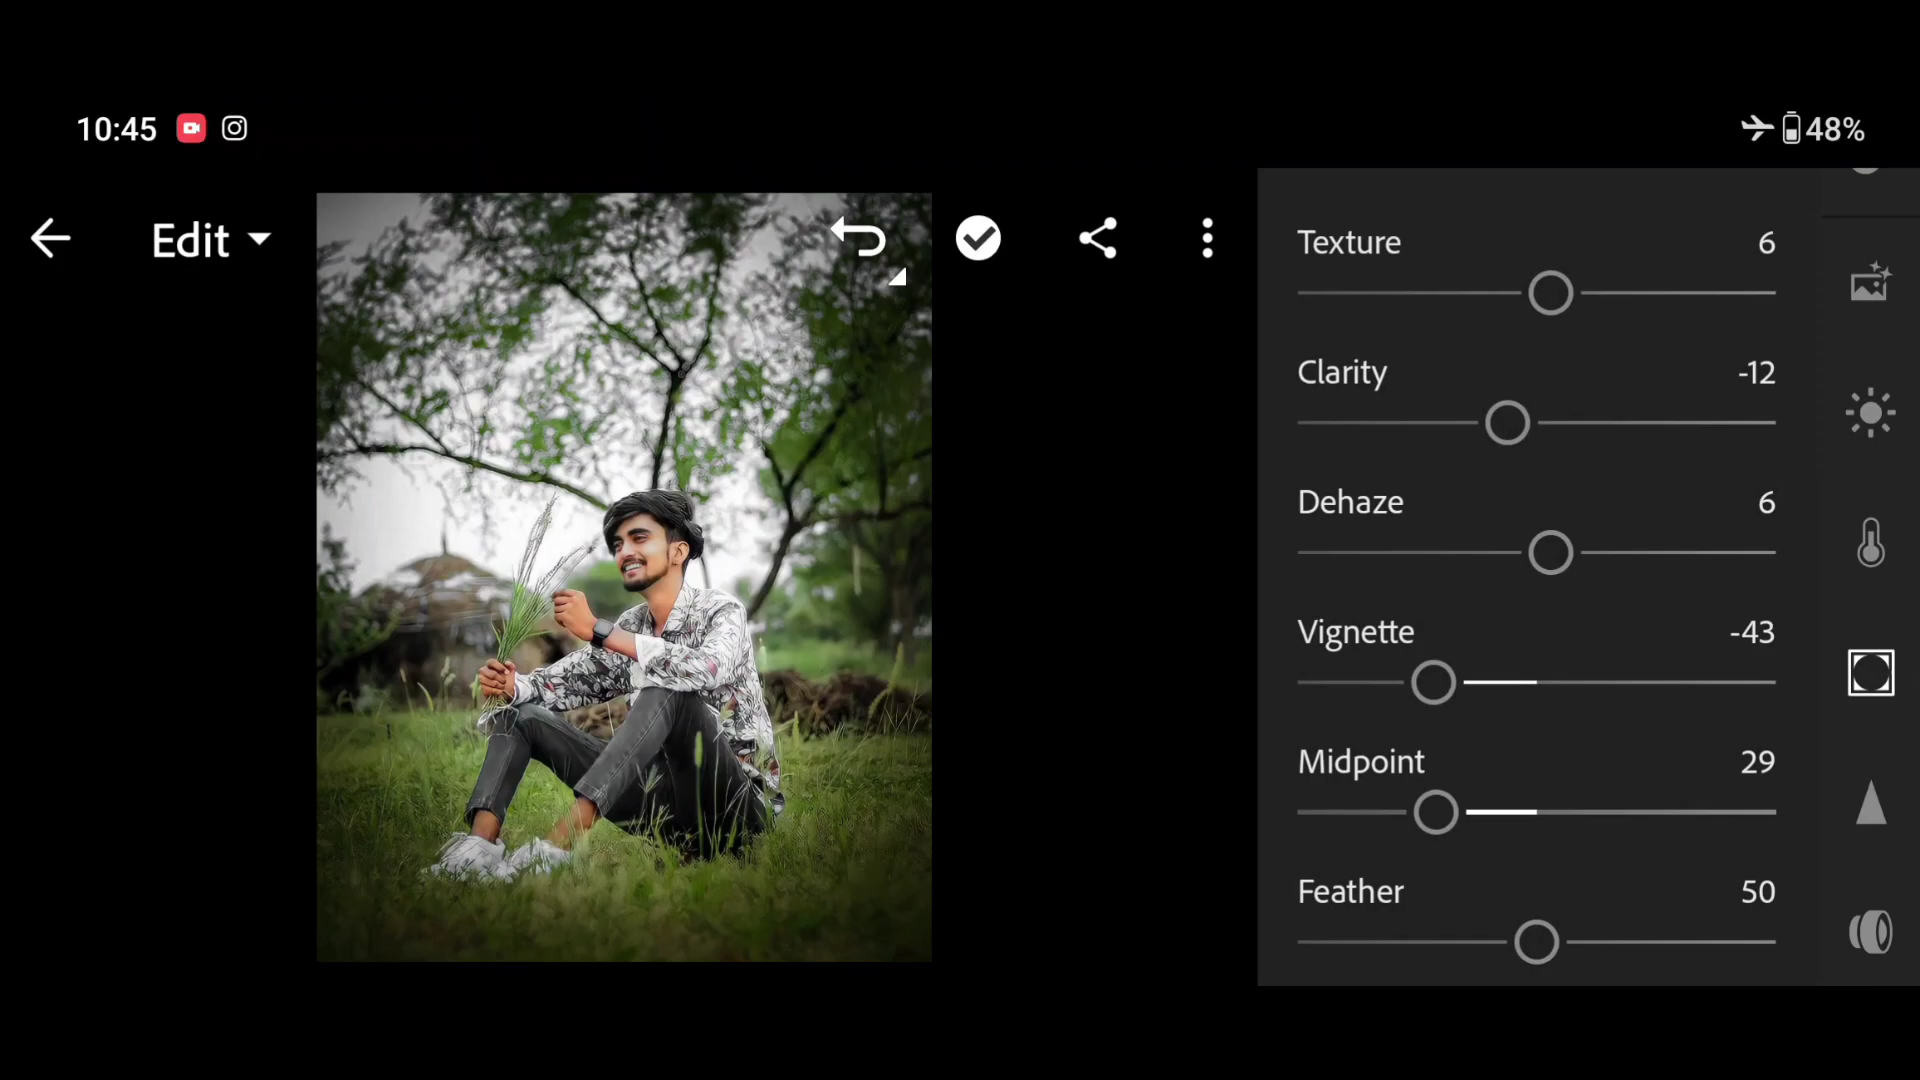 10:45
48%
Edit
Texture 6
Clarity -12
Dehaze 6
Vignette -43
Midpoint 29
Feather 50